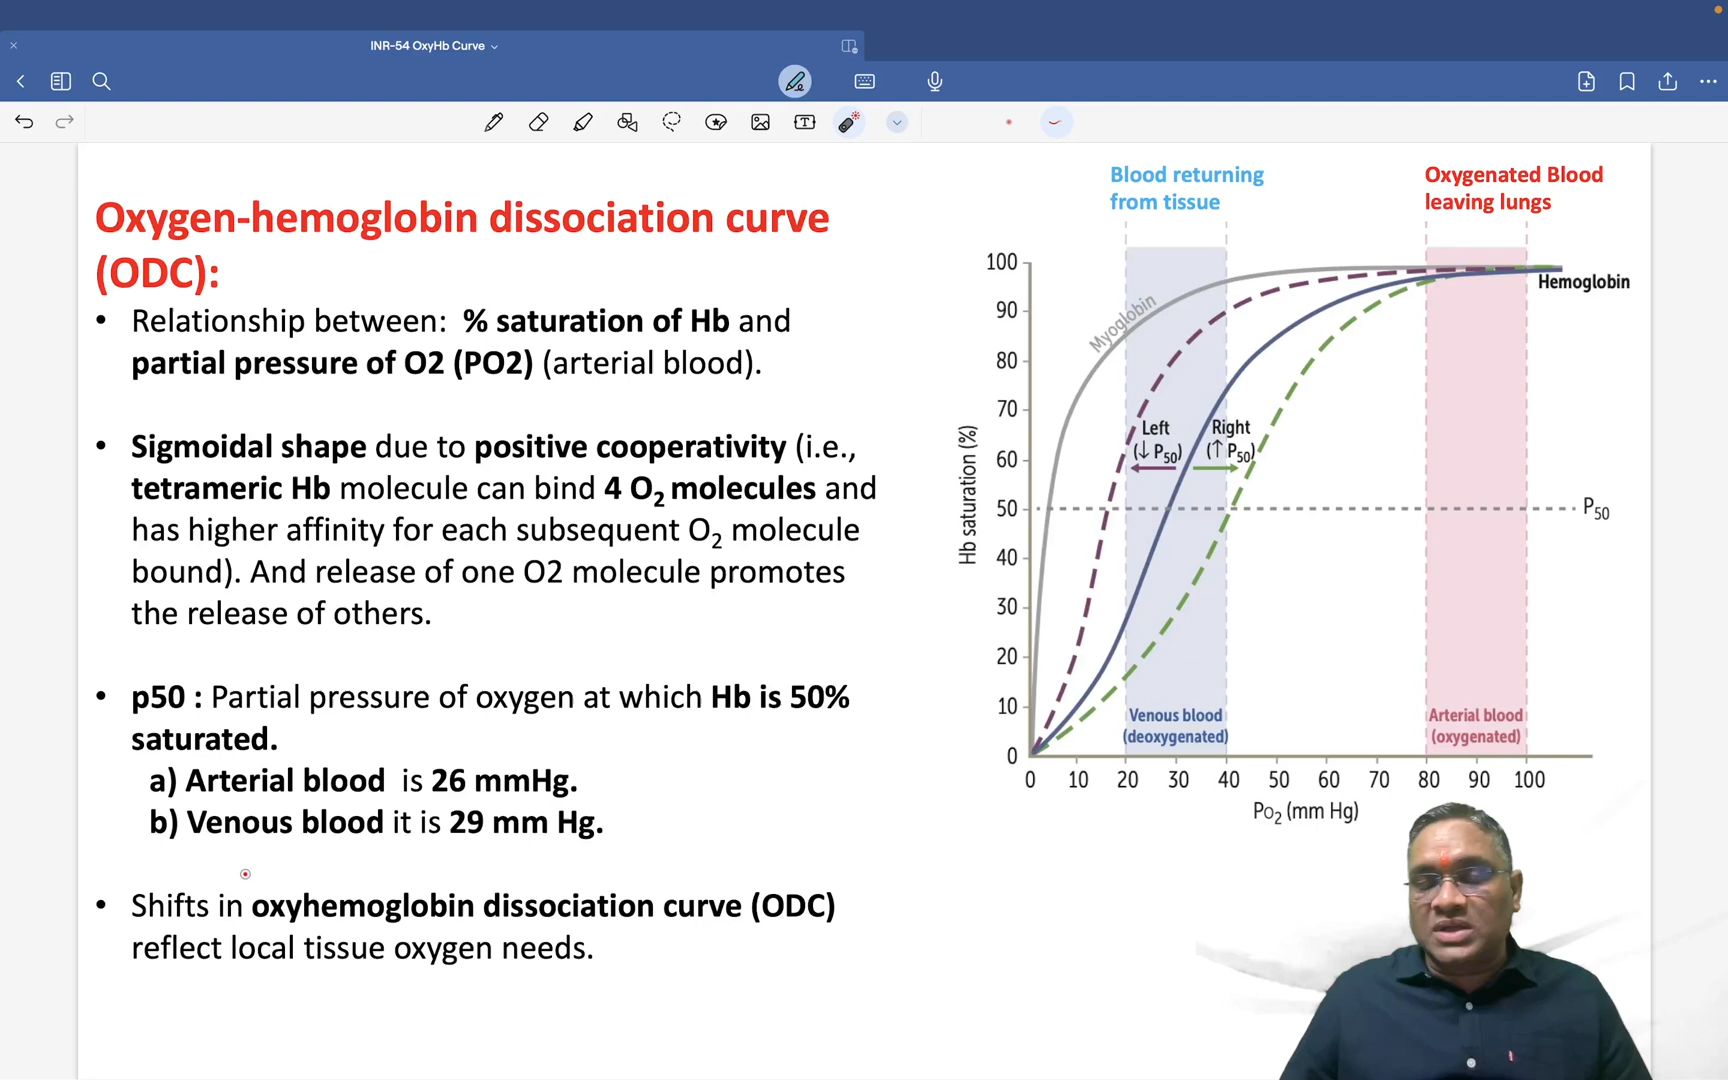 INR-54 OxyHb Curve
Oxygen-hemoglobin dissociation curve
(ODC):
• Relationship between: % saturation of Hb and
partial pressure of O2 (PO2) (arterial blood).
• Sigmoidal shape due to positive cooperativity (i.e.,
tetrameric Hb molecule can bind 4 O₂ molecules and
has higher affinity for each subsequent O₂ molecule
bound). And release of one O2 molecule promotes
the release of others.
• p50 : Partial pressure of oxygen at which Hb is 50%
saturated.
a) Arterial blood is 26 mmHg.
b) Venous blood it is 29 mm Hg.
• Shifts in oxyhemoglobin dissociation curve (ODC)
reflect local tissue oxygen needs.
Blood returning
from tissue
Oxygenated Blood
leaving lungs
Hb saturation (%)
100
90
80
70
60
50
40
30
20
10
0
Myoglobin
Hemoglobin
Left
(↓ P₅₀)
Right
(↑ P₅₀)
P₅₀
Venous blood
(deoxygenated)
Arterial blood
(oxygenated)
0 10 20 30 40 50 60 70 80 90 100
PO₂ (mm Hg)